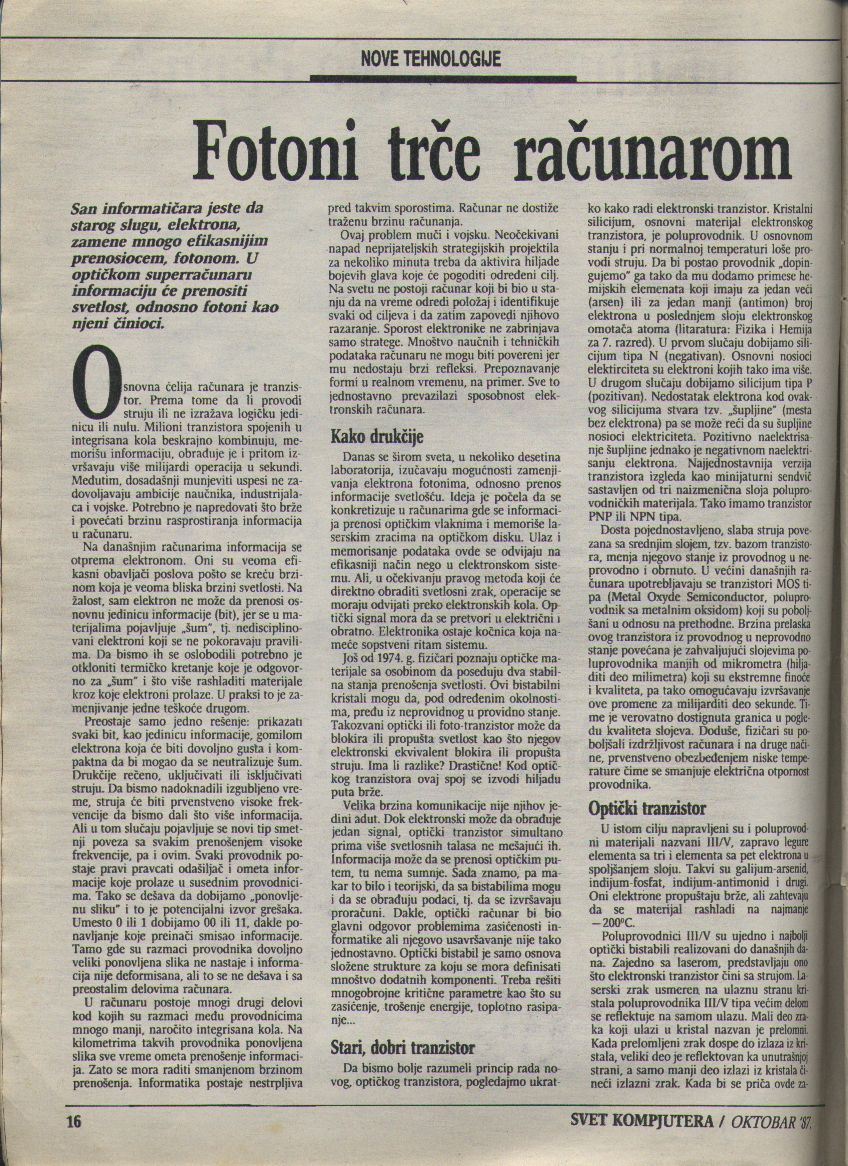 NOVE TEHNOLOGIJE
Fotoni trče računarom
San informatičara jeste da
starog slugu, elektrona,
zamene mnogo efikasnijim
prenosiocem, fotonom. U
optičkom superračunaru
informaciju će prenositi
svetlost, odnosno fotoni kao
njeni činioci.
Osnovna ćelija računara je tranzis-
tor. Prema tome da li provodi
struju ili ne izražava logičku jedi-
nicu ili nulu. Milioni tranzistora spojenih u
integrisana kola beskrajno kombinuju, me-
morišu informaciju, obrađuje je i pritom iz-
vršavaju više milijardi operacija u sekundi.
Međutim, dosadašnji munjeviti uspesi ne za-
dovoljavaju ambicije naučnika, industrijala-
ca i vojske. Potrebno je napredovati što brže
i povećati brzinu rasprostiranja informacija
u računaru.
Na današnjim računarima informacija se
otprema elektronom. Oni su veoma efi-
kasni obavljači poslova pošto se kreću brzi-
nom koja je veoma bliska brzini svetlosti. Na
žalost, sam elektron ne može da prenosi os-
novnu jedinicu informacije (bit), jer se u ma-
terijalima pojavljuje „šum", tj. nedisciplino-
vani elektroni koji se ne pokoravaju pravili-
ma. Da bismo ih se oslobodili potrebno je
otkloniti termičko kretanje koje je odgovor-
no za „šum" i što više rashladiti materijale
kroz koje elektroni prolaze. U praksi to je za-
menjivanje jedne teškoće drugom.
Preostaje samo jedno rešenje: prikazati
svaki bit, kao jedinicu informacije, gomilom
elektrona koja će biti dovoljno gusta i kom-
paktna da bi mogao da se neutralizuje šum.
Drukčije rečeno, uključivati ili isključivati
struju. Da bismo nadoknadili izgubljeno vre-
me, struja će biti prvenstveno visoke frek-
vencije da bismo dali što više informacija.
Ali u tom slučaju pojavljuje se novi tip smet-
nji poveza sa svakim prenošenjem visoke
frekvencije, pa i ovim. Svaki provodnik po-
staje pravi pravcati odašiljač i ometa infor-
macije koje prolaze u susednim provodnici-
ma. Tako se dešava da dobijamo „ponovlje-
nu sliku" i to je potencijalni izvor grešaka.
Umesto 0 ili 1 dobijamo 00 ili 11, dakle po-
navljanje koje preinači smisao informacije.
Tamo gde su razmaci provodnika dovoljno
veliki ponovljena slika ne nastaje i informa-
cija nije deformisana, ali to se ne dešava i sa
preostalim delovima računara.
U računaru postoje mnogi drugi delovi
kod kojih su razmaci među provodnicima
mnogo manji, naročito integrisana kola. Na
kilometrima takvih provodnika ponovljena
slika sve vreme ometa prenošenje informaci-
ja. Zato se mora raditi smanjenom brzinom
prenošenja. Informatika postaje nestrpljiva
pred takvim sporostima. Računar ne dostiže
traženu brzinu računanja.
Ovaj problem muči i vojsku. Neočekivani
napad neprijateljskih strategijskih projektila
za nekoliko minuta treba da aktivira hiljade
bojevih glava koje će pogoditi određeni cilj.
Na svetu ne postoji računar koji bi bio u sta-
nju da na vreme odredi položaj i identifikuje
svaki od ciljeva i da zatim zapovedi njihovo
razaranje. Sporost elektronike ne zabrinjava
samo stratege. Mnoštvo naučnih i tehničkih
podataka računaru ne mogu biti povereni jer
mu nedostaju brzi refleksi. Prepoznavanje
formi u realnom vremenu, na primer. Sve to
jednostavno prevazilazi sposobnost elek-
tronskih računara.
Kako drukčije
Danas se širom sveta, u nekoliko desetina
laboratorija, izučavaju mogućnosti zamenji-
vanja elektrona fotonima, odnosno prenos
informacije svetlošću. Ideja je počela da se
konkretizuje u računarima gde se informaci-
ja prenosi optičkim vlaknima i memoriše la-
serskim zracima na optičkom disku. Ulaz i
memorisanje podataka ovde se odvijaju na
efikasniji način nego u elektronskom siste-
mu. Ali, u očekivanju pravog metoda koji će
direktno obraditi svetlosni zrak, operacije se
moraju odvijati preko elektronskih kola. Op-
tički signal mora da se pretvori u električni i
obratno. Elektronika ostaje kočnica koja na-
meće sopstveni ritam sistemu.
Još od 1974. g. fizičari poznaju optičke ma-
terijale sa osobinom da poseduju dva stabil-
na stanja prenošenja svetlosti. Ovi bistabilni
kristali mogu da, pod određenim okolnosti-
ma, pređu iz neprovidnog u providno stanje.
Takozvani optički ili foto-tranzistor može da
blokira ili propušta svetlost kao što njegov
elektronski ekvivalent blokira ili propušta
struju. Ima li razlike? Drastične! Kod optič-
kog tranzistora ovaj spoj se izvodi hiljadu
puta brže.
Velika brzina komunikacije nije njihov je-
dini adut. Dok elektronski može da obrađuje
jedan signal, optički tranzistor simultano
prima više svetlosnih talasa ne mešajući ih.
Informacija može da se prenosi optičkim pu-
tem, tu nema sumnje. Sada znamo, pa ma-
kar to bilo i teorijski, da sa bistabilima mogu
i da se obrađuju podaci, tj. da se izvršavaju
proračuni. Dakle, optički računar bi bio
glavni odgovor problemima zasićenosti in-
formatike ali njegovo usavršavanje nije tako
jednostavno. Optički bistabil je samo osnova
složene strukture za koju se mora definisati
mnoštvo dodatnih komponenti. Treba rešiti
mnogobrojne kritične parametre kao što su
zasićenje, trošenje energije, toplotno rasipa-
nje...
Stari, dobri tranzistor
Da bismo bolje razumeli princip rada no-
vog, optičkog tranzistora, pogledajmo ukrat-
ko kako radi elektronski tranzistor. Kristalni
silicijum, osnovni materijal elektronskog
tranzistora, je poluprovodnik. U osnovnom
stanju i pri normalnoj temperaturi loše pro-
vodi struju. Da bi postao provodnik „dopin-
gujemo" ga tako da mu dodamo primese he-
mijskih elemenata koji imaju za jedan veći
(arsen) ili za jedan manji (antimon) broj
elektrona u poslednjem sloju elektronskog
omotača atoma (litaratura: Fizika i Hemija
za 7. razred). U prvom slučaju dobijamo sili-
cijum tipa N (negativan). Osnovni nosioci
elektirciteta su elektroni kojih tako ima više.
U drugom slučaju dobijamo silicijum tipa P
(pozitivan). Nedostatak elektrona kod ovak-
vog silicijuma stvara tzv. „šupljine" (mesta
bez elektrona) pa se može reći da su šupljine
nosioci elektriciteta. Pozitivno naelektrisa-
nje šupljine jednako je negativnom naelektri-
sanju elektrona. Najjednostavnija verzija
tranzistora izgleda kao minijaturni sendvič
sastavljen od tri naizmenična sloja polupro-
vodničkih materijala. Tako imamo tranzistor
PNP ili NPN tipa.
Dosta pojednostavljeno, slaba struja pove-
zana sa srednjim slojem, tzv. bazom tranzisto-
ra, menja njegovo stanje iz provodnog u ne-
provodno i obrnuto. U većini današnjih ra-
čunara upotrebljavaju se tranzistori MOS ti-
pa (Metal Oxyde Semiconductor, polupro-
vodnik sa metalnim oksidom) koji su pobolj-
šani u odnosu na prethodne. Brzina prelaska
ovog tranzistora iz provodnog u neprovodno
stanje povećana je zahvaljujući slojevima po-
luprovodnika manjih od mikrometra (hilja-
diti deo milimetra) koji su ekstremne finoće
i kvaliteta, pa tako omogućavaju izvršavanje
ove promene za milijarditi deo sekunde. Ti-
me je verovatno dostignuta granica u pogle-
du kvaliteta slojeva. Doduše, fizičari su po-
boljšali izdržljivost računara i na druge nači-
ne, prvenstveno obezbeđenjem niske tempe-
rature čime se smanjuje električna otpornost
provodnika.
Optički tranzistor
U istom cilju napravljeni su i poluprovod-
ni materijali nazvani III/V, zapravo legure
elementa sa tri i elementa sa pet elektrona u
spoljšanjem sloju. Takvi su galijum-arsenid,
indijum-fosfat, indijum-antimonid i drugi.
Oni elektrone propuštaju brže, ali zahtevaju
da se materijal rashladi na najmanje
—200°C.
Poluprovodnici III/V su ujedno i najbolji
optički bistabili realizovani do današnjih da-
na. Zajedno sa laserom, predstavljaju ono
što elektronski tranzistor čini sa strujom. La-
serski zrak usmeren na ulaznu stranu kri-
stala poluprovodnika III/V tipa većim delom
se reflektuje na samom ulazu. Mali deo zra-
ka koji ulazi u kristal nazvan je prelomni.
Kada prelomljeni zrak dospe do izlaza iz kri-
stala, veliki deo je reflektovan ka unutrašnjoj
strani, a samo manji deo izlazi iz kristala či-
neći izlazni zrak. Kada bi se priča ovde za-
16
SVET KOMPJUTERA / OKTOBAR '87.